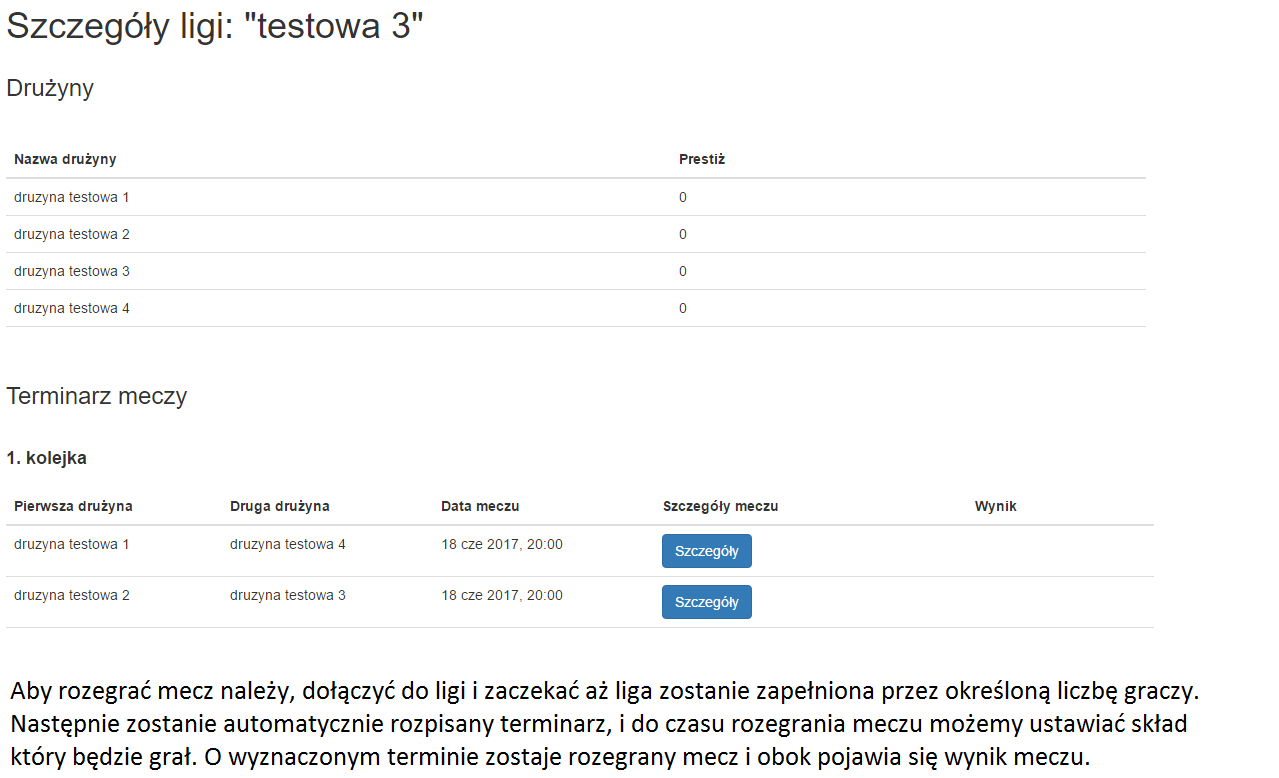 Szczegóły ligi: "testowa 3"
Drużyny
Nazwa drużyny Prestiż
druzyna testowa 1 0
druzyna testowa 2 0
druzyna testowa 3 0
druzyna testowa 4 0
Terminarz meczy
1. kolejka
Pierwsza drużyna Druga drużyna Data meczu Szczegóły meczu Wynik
druzyna testowa 1 druzyna testowa 4 18 cze 2017, 20:00 Szczegóły
druzyna testowa 2 druzyna testowa 3 18 cze 2017, 20:00 Szczegóły
Aby rozegrać mecz należy, dołączyć do ligi i zaczekać aż liga zostanie zapełniona przez określoną liczbę graczy.
Następnie zostanie automatycznie rozpisany terminarz, i do czasu rozegrania meczu możemy ustawiać skład
który będzie grał. O wyznaczonym terminie zostaje rozegrany mecz i obok pojawia się wynik meczu.